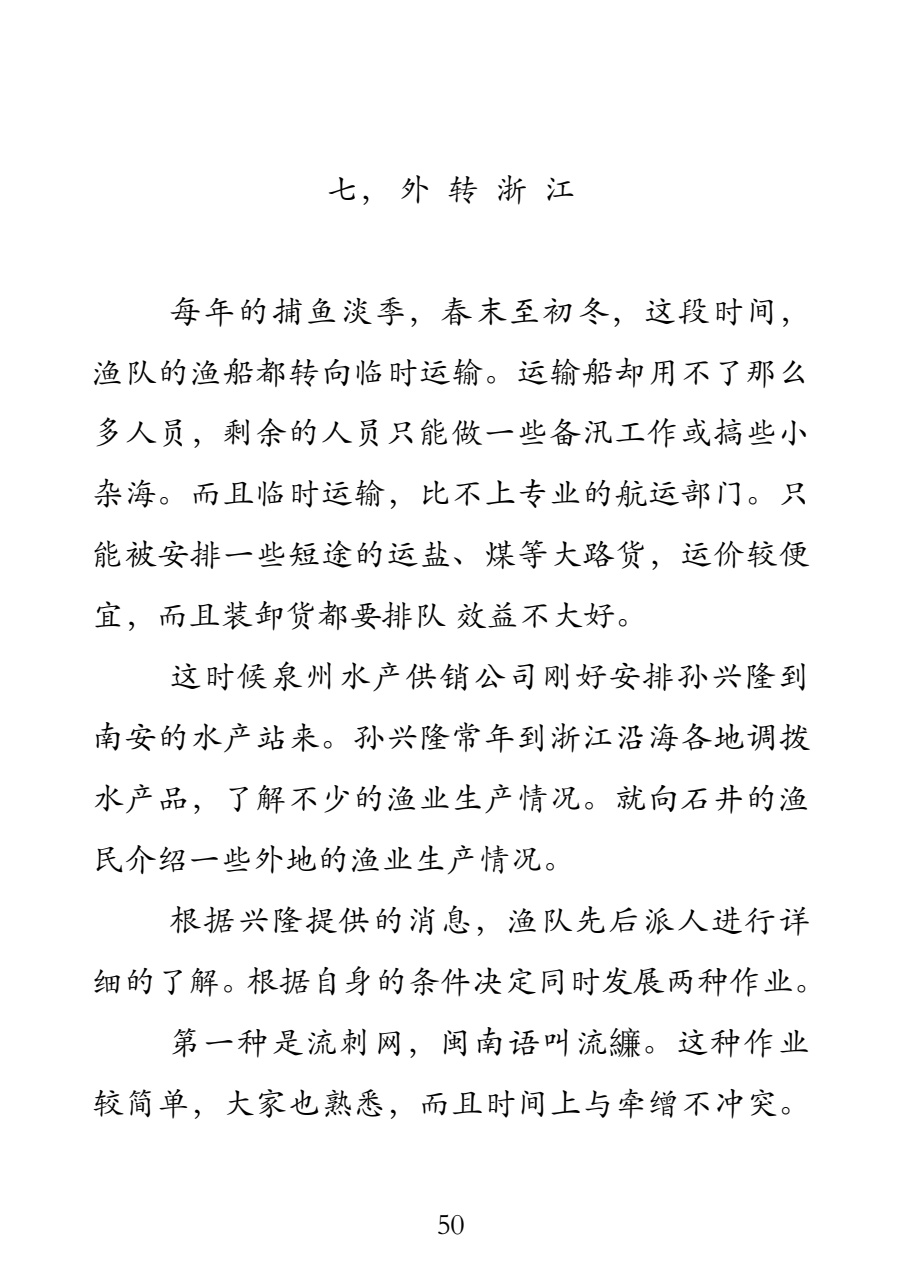 七，外转浙江
每年的捕鱼淡季，春末至初冬，这段时间，
渔队的渔船都转向临时运输。运输船却用不了那么
多人员，剩余的人员只能做一些备汛工作或搞些小
杂海。而且临时运输，比不上专业的航运部门。只
能被安排一些短途的运盐、煤等大路货，运价较便
宜，而且装卸货都要排队 效益不大好。
这时候泉州水产供销公司刚好安排孙兴隆到
南安的水产站来。孙兴隆常年到浙江沿海各地调拨
水产品，了解不少的渔业生产情况。就向石井的渔
民介绍一些外地的渔业生产情况。
根据兴隆提供的消息，渔队先后派人进行详
细的了解。根据自身的条件决定同时发展两种作业。
第一种是流刺网，闽南语叫流䊹。这种作业
较简单，大家也熟悉，而且时间上与牵缯不冲突。
50